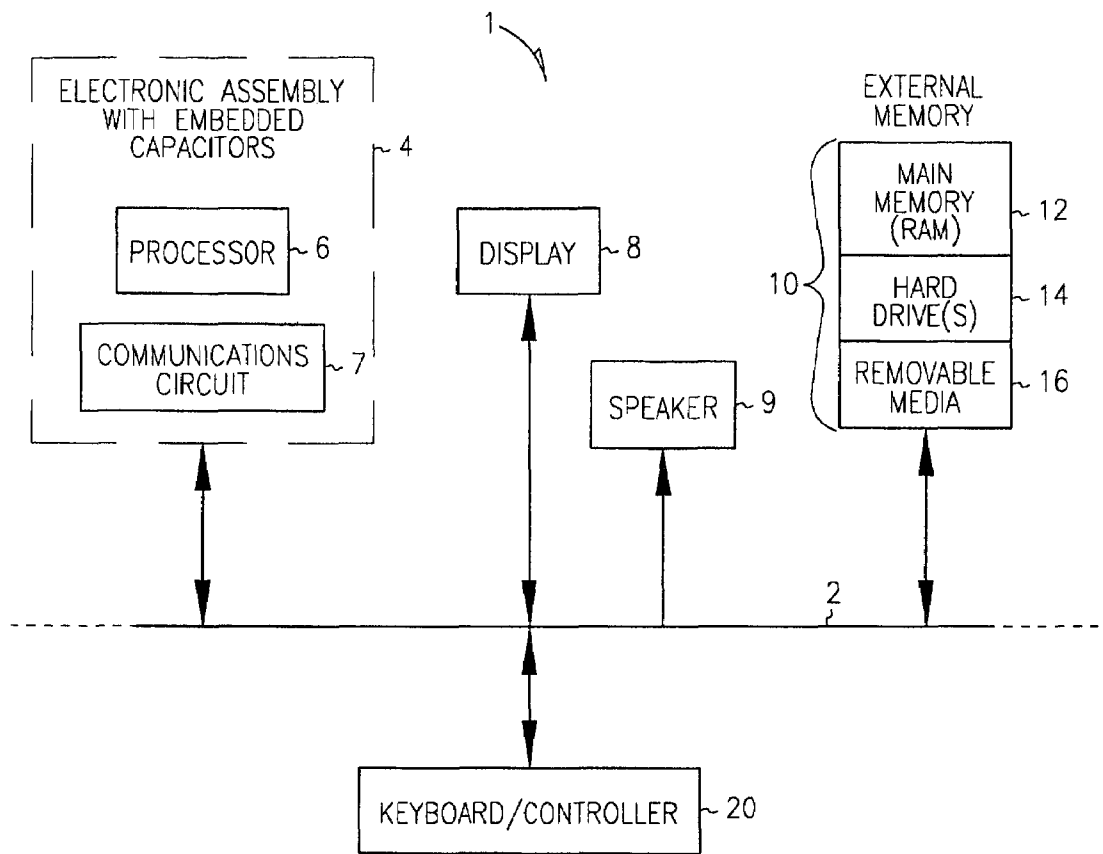 1
ELECTRONIC ASSEMBLY
WITH EMBEDDED
CAPACITORS
4
PROCESSOR
6
COMMUNICATIONS
CIRCUIT
7
DISPLAY
8
SPEAKER
9
EXTERNAL
MEMORY
10
MAIN
MEMORY
(RAM)
12
HARD
DRIVE(S)
14
REMOVABLE
MEDIA
16
2
KEYBOARD/CONTROLLER
20